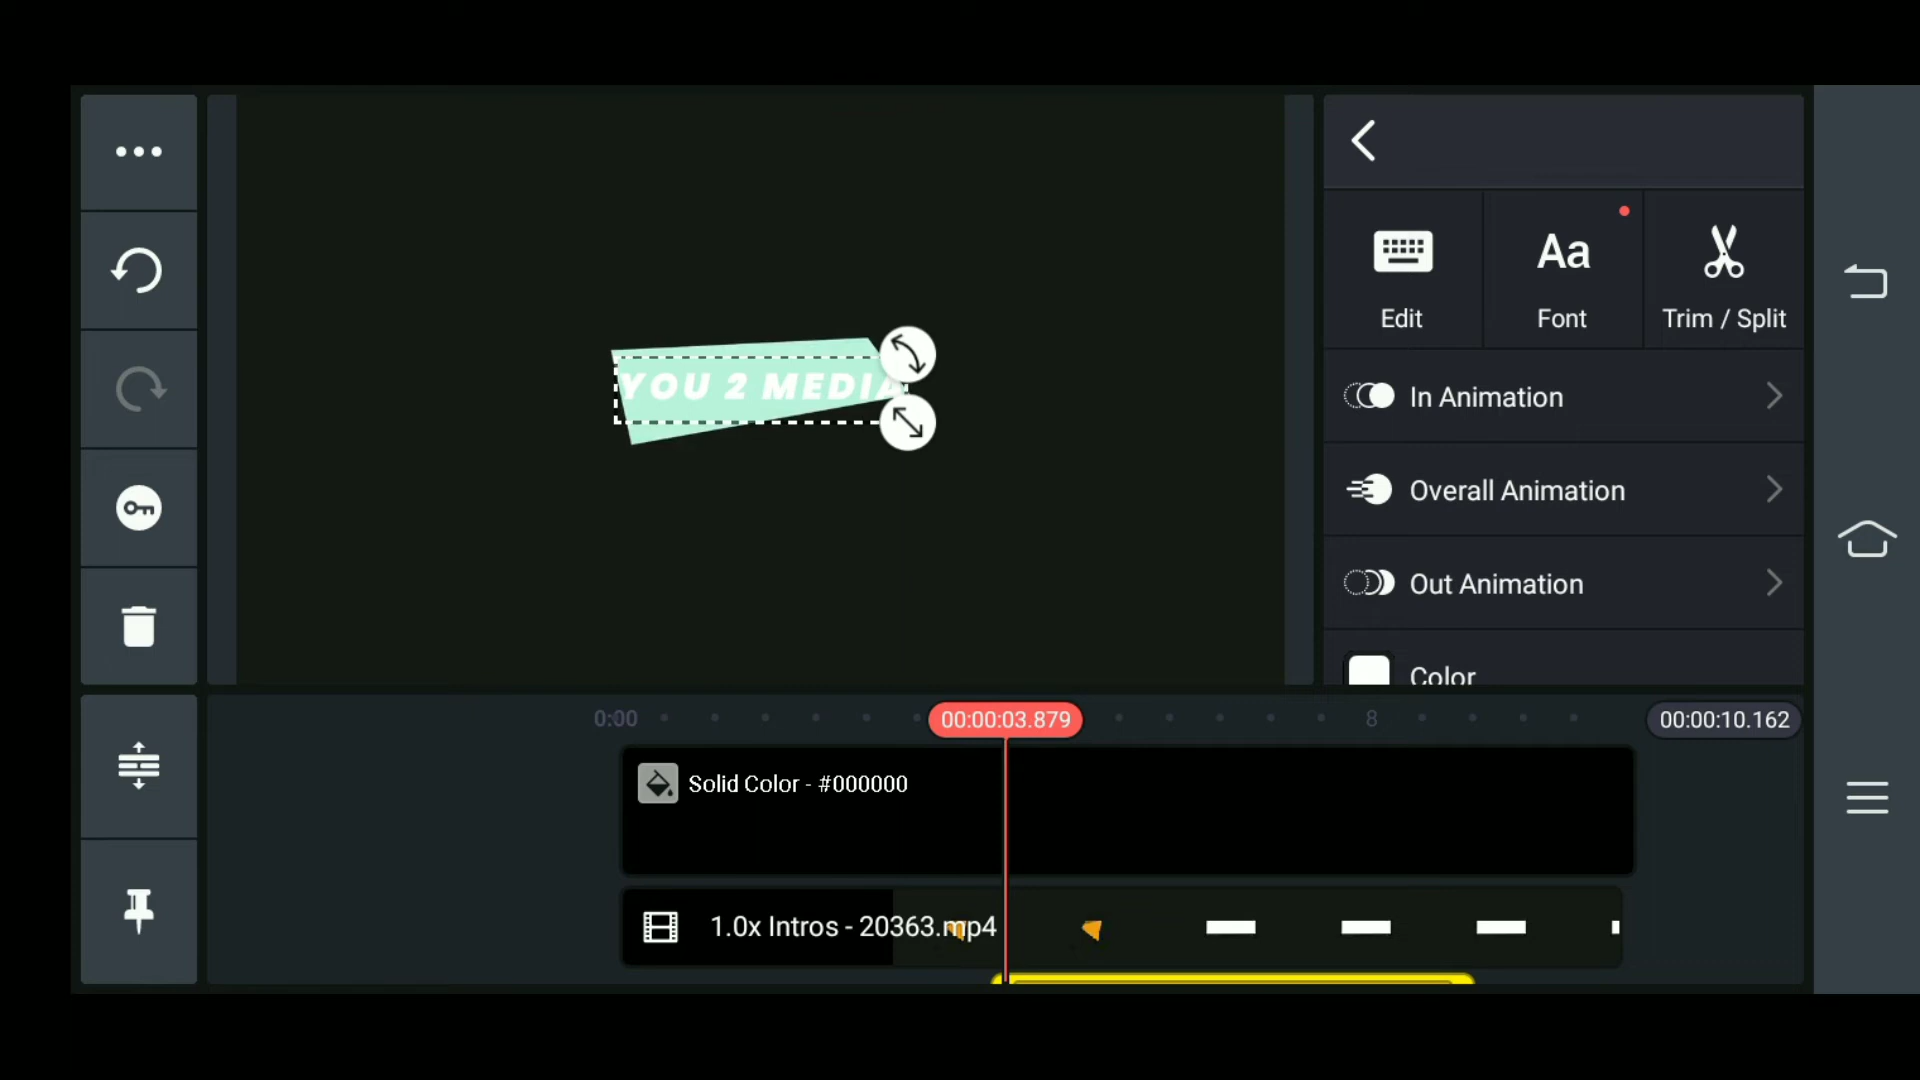 YOU 2 MEDIA
Edit
Aa
Font
Trim / Split
In Animation
Overall Animation
Out Animation
Color
0:00
00:00:03.879
8
00:00:10.162
Solid Color - #000000
1.0x Intros - 20363.mp4